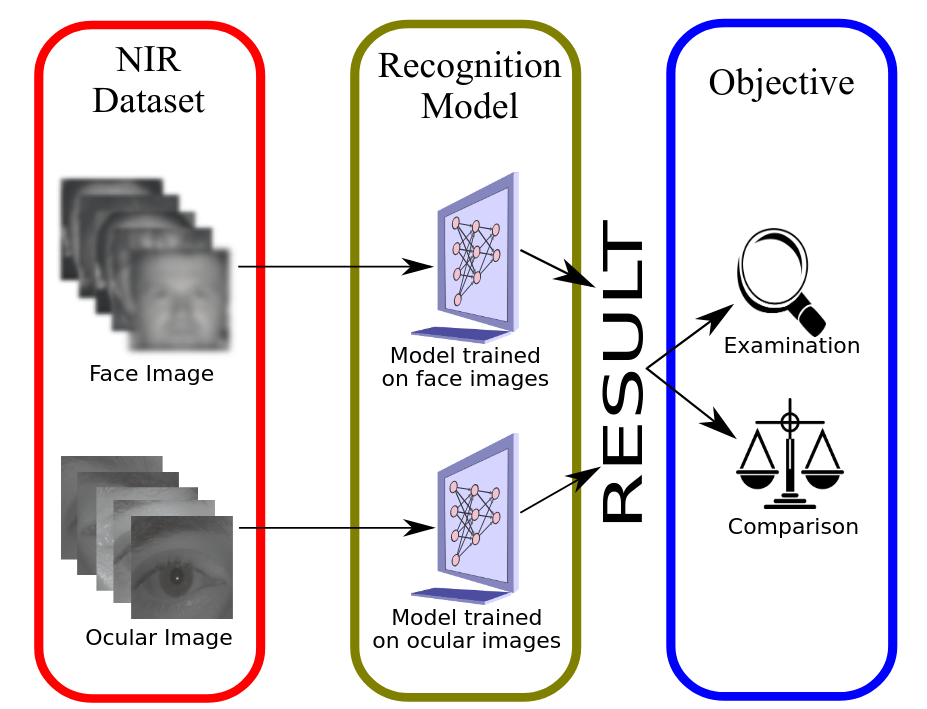 NIR
Dataset
Face Image
Ocular Image
Recognition
Model
Model trained
on face images
Model trained
on ocular images
RESULT
Objective
Examination
Comparison